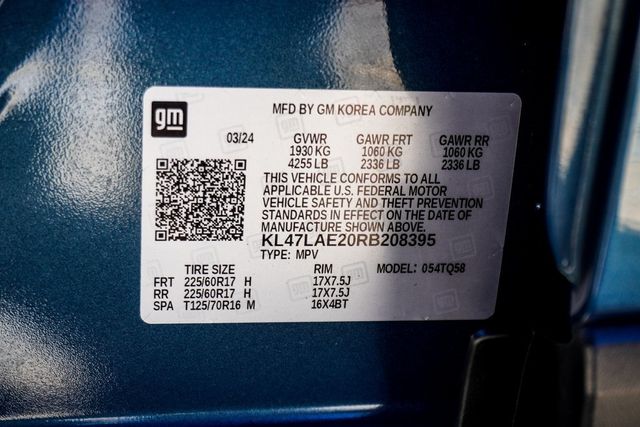 gm
MFD BY GM KOREA COMPANY
03/24 GVWR GAWR FRT GAWR RR
1930 KG 1060 KG 1060 KG
4255 LB 2336 LB 2336 LB
THIS VEHICLE CONFORMS TO ALL
APPLICABLE U.S. FEDERAL MOTOR
VEHICLE SAFETY AND THEFT PREVENTION
STANDARDS IN EFFECT ON THE DATE OF
MANUFACTURE SHOWN ABOVE.
KL47LAE20RB208395
TYPE: MPV
TIRE SIZE RIM MODEL: 054TQ58
FRT 225/60R17 H 17X7.5J
RR 225/60R17 H 17X7.5J
SPA T125/70R16 M 16X4BT